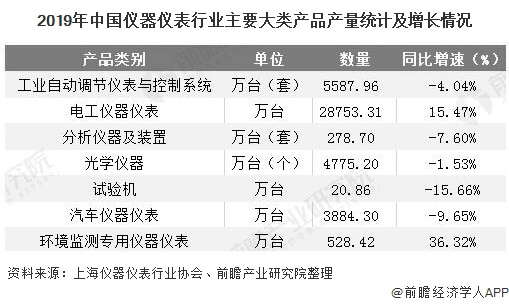 2019年中国仪器仪表行业主要大类产品产量统计及增长情况
产品类别 单位 数量 同比增速（%）
工业自动调节仪表与控制系统 万台（套） 5587.96 -4.04%
电工仪器仪表 万台 28753.31 15.47%
分析仪器及装置 万台（套） 278.70 -7.60%
光学仪器 万台（个） 4775.20 -1.53%
试验机 万台 20.86 -15.66%
汽车仪器仪表 万台 3884.30 -9.65%
环境监测专用仪器仪表 万台 528.42 36.32%
资料来源：上海仪器仪表行业协会、前瞻产业研究院整理
@前瞻经济学人APP